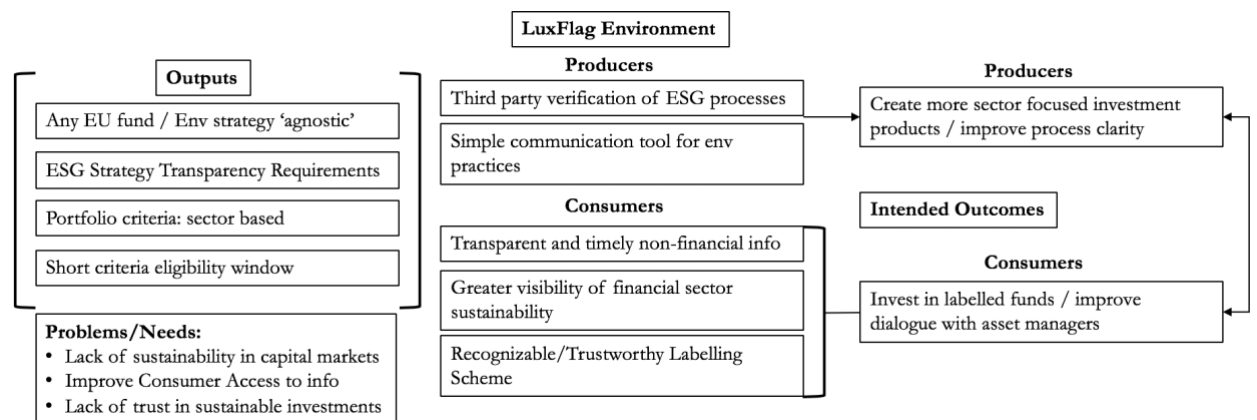 LuxFlag Environment
Outputs
Any EU fund / Env strategy ‘agnostic’
ESG Strategy Transparency Requirements
Portfolio criteria: sector based
Short criteria eligibility window
Problems/Needs:
• Lack of sustainability in capital markets
• Improve Consumer Access to info
• Lack of trust in sustainable investments
Producers
Third party verification of ESG processes
Simple communication tool for env
practices
Consumers
Transparent and timely non-financial info
Greater visibility of financial sector
sustainability
Recognizable/Trustworthy Labelling
Scheme
Producers
Create more sector focused investment
products / improve process clarity
Intended Outcomes
Consumers
Invest in labelled funds / improve
dialogue with asset managers